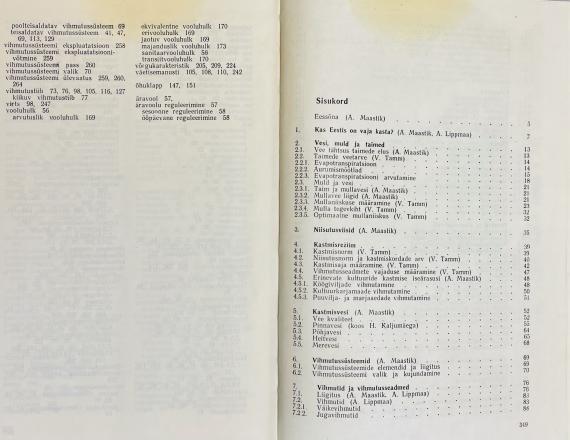 poolteisaldatav vihmutussüsteem 69
teisaldatav vihmutussüsteem 41, 47,
69, 113, 129
vihmutussüsteemi ekspluatatsioon 258
vihmutussüsteemi ekspluatatsiooni-
võtmine 259
vihmutussüsteemi pass 260
vihmutussüsteemi valik 70
vihmutussüsteemi ülevaatus 259, 260,
264
vihmutustiib 73, 76, 98, 105, 116, 127
kiikuv vihmutustiib 77
virts 98, 247
vooluhulk 56
arvutuslik vooluhulk 169
ekvivalentne vooluhulk 170
erivooluhulk 169
jaotuv vooluhulk 169
majanduslik vooluhulk 173
sanitaarvooluhulk 56
transiitvooluhulk 170
võrgukarakteristik 205, 209, 224
väetisemanusti 105, 108, 110, 242
õhuklapp 147, 151
äravool 57,
äravoolu reguleerimine 57
sesoonne reguleerimine 58
ööpäevane reguleerimine 58
Sisukord
Eessõna (A. Maastik) 5
1. Kas Eestis on vaja kasta? (A. Maastik, A. Lippmaa) 7
2. Vesi, muld ja taimed 13
2.1. Vee tähtsus taimede elus (A. Maastik) 13
2.2. Taimede veetarve (V. Tamm) 14
2.2.1. Evapotranspiratsioon 14
2.2.2. Aurumismõõtlad 15
2.2.3. Evapotranspiratsiooni arvutamine 18
2.3. Muld ja vesi 21
2.3.1. Taim ja mullavesi (A. Maastik) 21
2.3.2. Mullavee liigid (A. Maastik) 21
2.3.3. Mullaniiskuse määramine (V. Tamm) 23
2.3.4. Mulla tegevkiht (V. Tamm) 32
2.3.5. Optimaalne mullaniiskus (V. Tamm) 32
3. Niisutusviisid (A. Maastik) 35
4. Kastmisrežiim 39
4.1. Kastmisnorm (V. Tamm) 39
4.2. Niisutusnorm ja kastmiskordade arv (V. Tamm) 40
4.3. Kastmisaja määramine (V. Tamm) 42
4.4. Vihmutusseadmete vajaduse määramine (V. Tamm) 47
4.5. Erinevate kultuuride kastmise iseärasusi (A. Maastik) 48
4.5.1. Köögiviljade vihmutamine 48
4.5.2. Kultuurkarjamaade vihmutamine 50
4.5.3. Puuvilja- ja marjaaedade vihmutamine 51
5. Kastmisvesi (A. Maastik) 52
5.1. Vee kvaliteet 52
5.2. Pinnavesi (koos H. Kaljumäega) 55
5.3. Põhjavesi 64
5.4. Heitvesi 65
5.5. Merevesi 68
6. Vihmutussüsteemid (A. Maastik) 69
6.1. Vihmutussüsteemide elemendid ja liigitus 69
6.2. Vihmutussüsteemi valik ja kujundamine 70
7. Vihmutid ja vihmutusseadmed 76
7.1. Liigitus (A. Maastik, A. Lippmaa) 76
7.2. Vihmutid (A. Lippmaa) 83
7.2.1. Väikevihmutid 83
7.2.2. Jugavihmutid 84
349